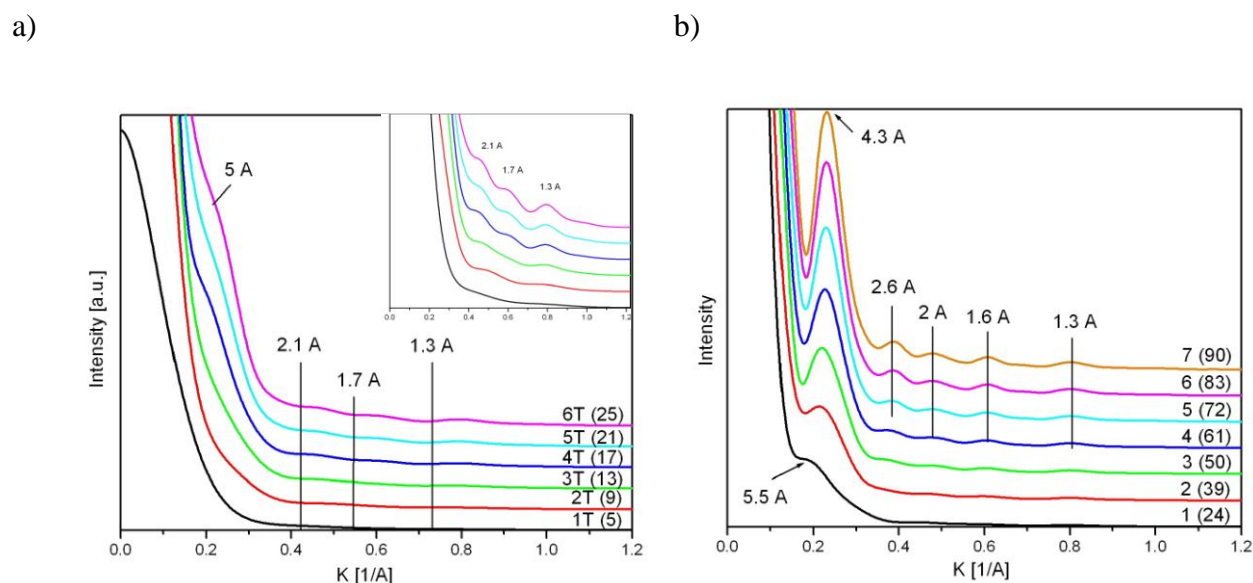 a)
b)
Intensity [a.u.]
5 A
2.1 A
1.7 A
1.3 A
6T (25)
5T (21)
4T (17)
3T (13)
2T (9)
1T (5)
0.0 0.2 0.4 0.6 0.8 1.0 1.2
K [1/A]
2.1 A
1.7 A
1.3 A
0.0 0.2 0.4 0.6 0.8 1.0 1.2
Intensity
4.3 A
2.6 A
2 A
1.6 A
1.3 A
5.5 A
7 (90)
6 (83)
5 (72)
4 (61)
3 (50)
2 (39)
1 (24)
0.0 0.2 0.4 0.6 0.8 1.0 1.2
K [1/A]